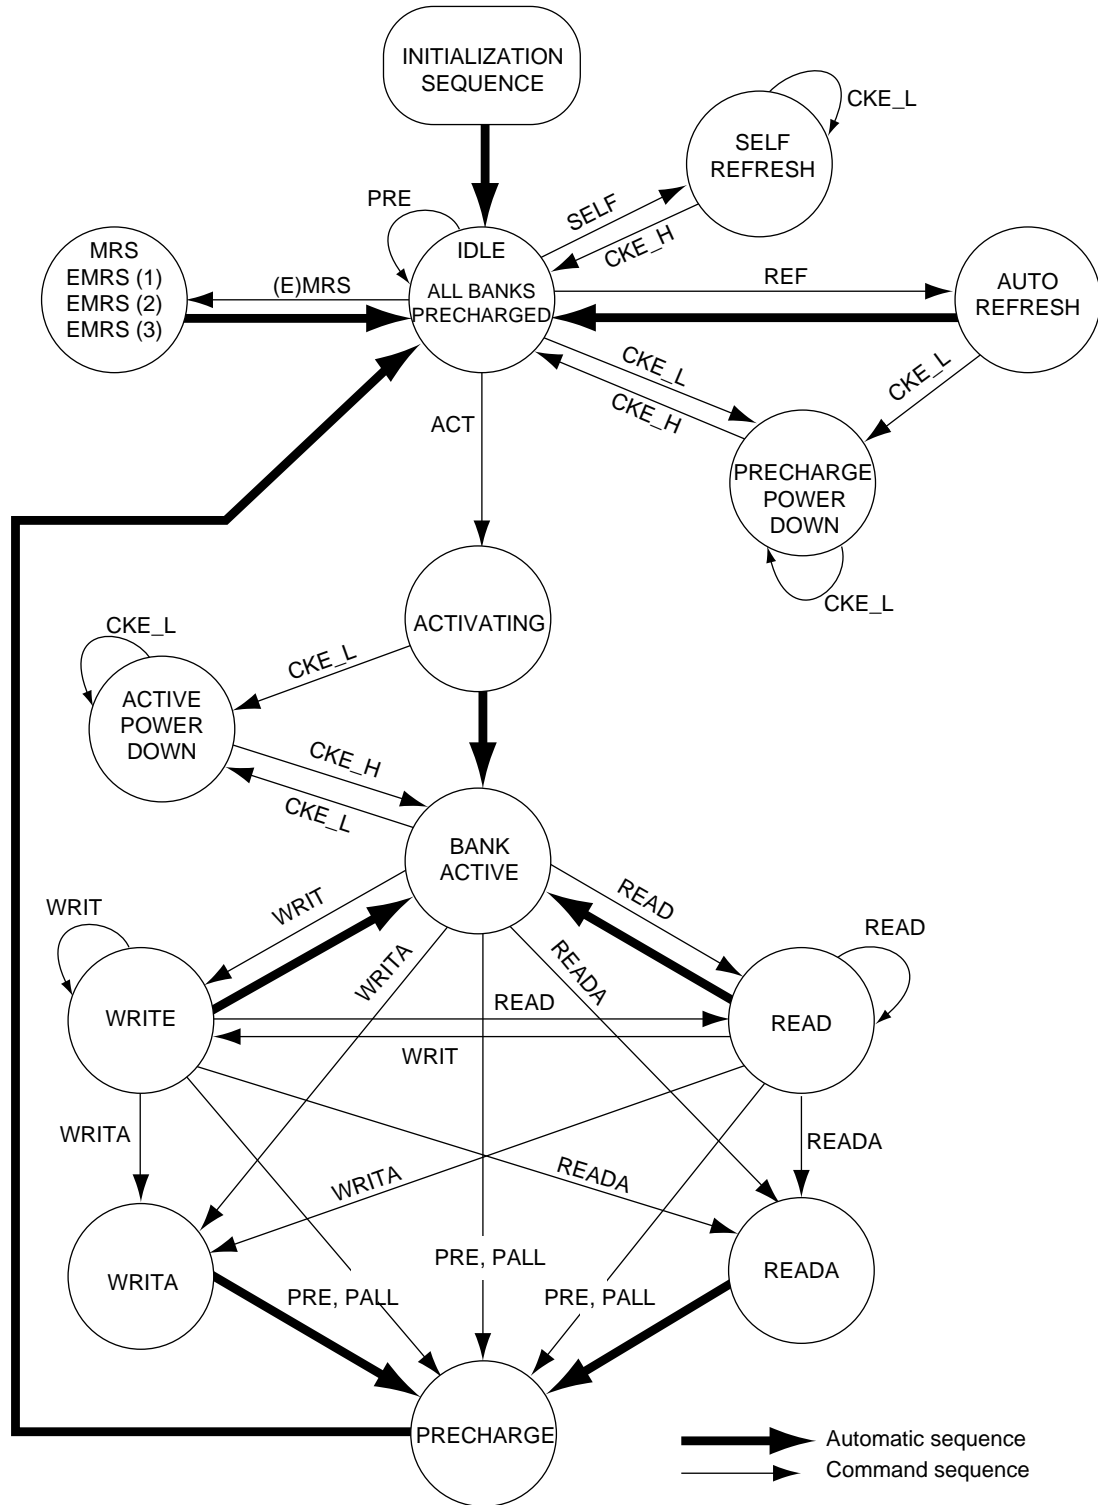 INITIALIZATION
SEQUENCE
CKE_L
SELF
REFRESH
PRE
SELF
CKE_H
IDLE
ALL BANKS
PRECHARGED
MRS
EMRS (1)
EMRS (2)
EMRS (3)
(E)MRS
REF
AUTO
REFRESH
CKE_L
CKE_H
CKE_L
ACT
PRECHARGE
POWER
DOWN
CKE_L
ACTIVATING
CKE_L
CKE_L
ACTIVE
POWER
DOWN
CKE_H
CKE_L
BANK
ACTIVE
WRIT
WRIT
READ
READ
WRITA
READA
WRITE
READ
READ
WRIT
WRITA
READA
WRITA
READA
WRITA
PRE, PALL
READA
PRE, PALL
PRE, PALL
PRECHARGE
Automatic sequence
Command sequence